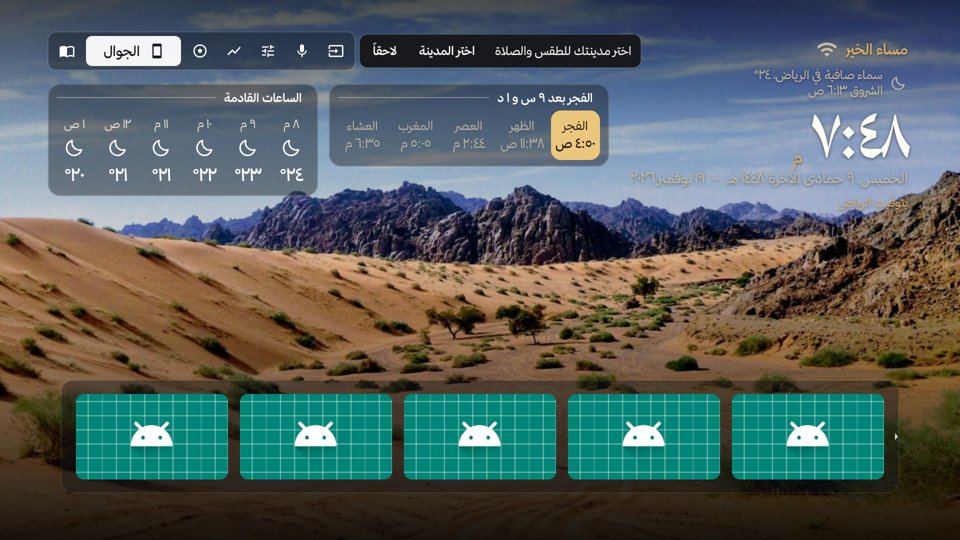 مساء الخير
سماء صافية في الرياض، ٢٤°
الشروق ٦:١٣ ص
٧:٤٨ م
الخميس، ٩ جمادى الآخرة ١٤٤٨ هـ – ١٩ نوفمبر ٢٠٢٦
بتوقيت الرياض
اختر مدينتك للطقس والصلاة اختر المدينة لاحقاً
الجوال
الفجر بعد ٩ س و ١ د
الفجر الظهر العصر المغرب العشاء
٤:٥٠ ص ١١:٣٨ ص ٢:٤٤ م ٥:٠٥ م ٦:٣٥ م
الساعات القادمة
٨ م ٩ م ١٠ م ١١ م ١٢ ص ١ ص
٢٤° ٢٣° ٢٢° ٢١° ٢١° ٢٠°